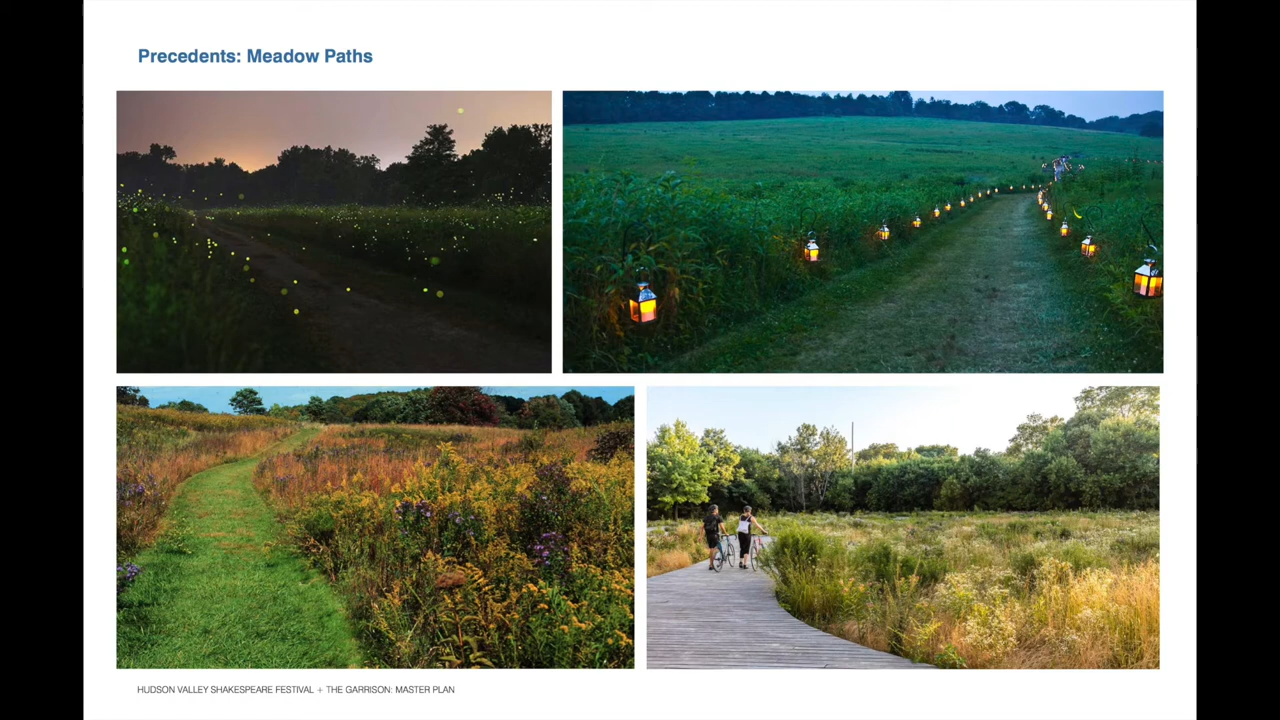 Precedents: Meadow Paths
HUDSON VALLEY SHAKESPEARE FESTIVAL + THE GARRISON: MASTER PLAN